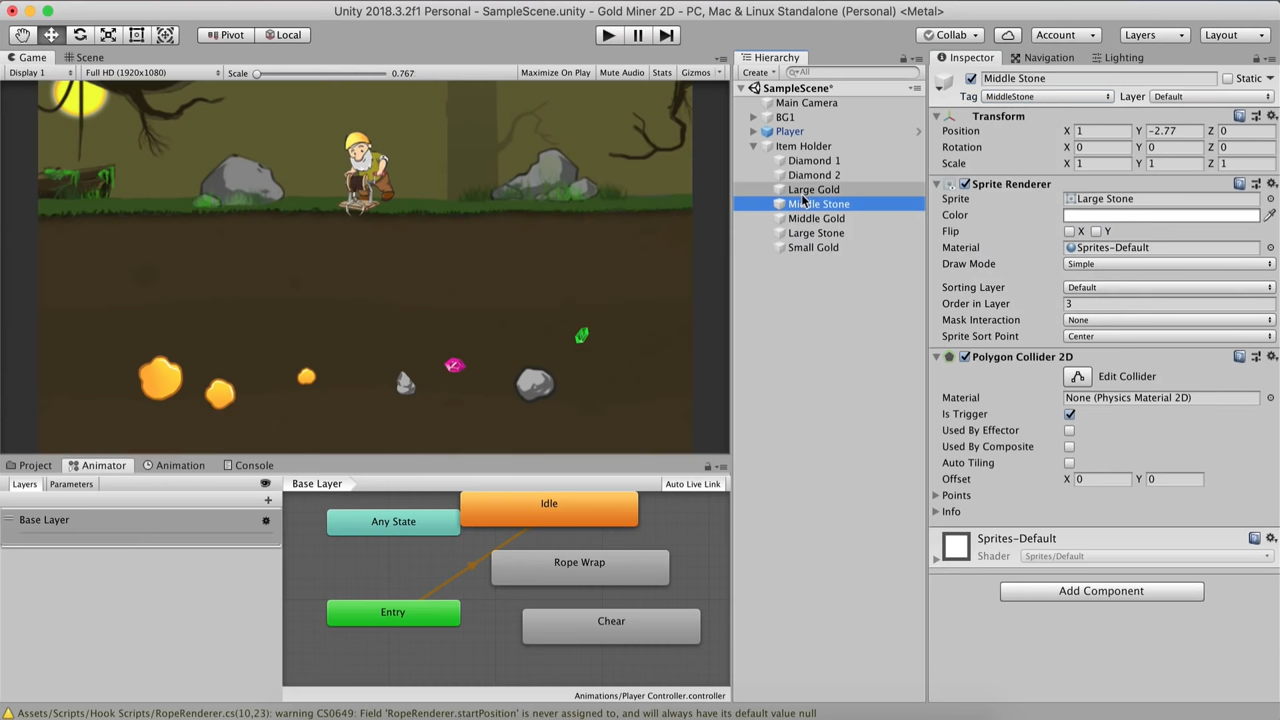 Unity 2018.3.2f1 Personal - SampleScene.unity - Gold Miner 2D - PC, Mac & Linux Standalone (Personal) <Metal>
Pivot Local Collab Account Layers Layout
Game Scene
Display 1 Full HD (1920x1080) Scale 0.767 Maximize On Play Mute Audio Stats Gizmos
Hierarchy
Create All
SampleScene*
Main Camera
BG1
Player
Item Holder
Diamond 1
Diamond 2
Large Gold
Middle Stone
Middle Gold
Large Stone
Small Gold
Inspector Navigation Lighting
Middle Stone Static
Tag MiddleStone Layer Default
Transform
Position X 1 Y -2.77 Z 0
Rotation X 0 Y 0 Z 0
Scale X 1 Y 1 Z 1
Sprite Renderer
Sprite Large Stone
Color
Flip X Y
Material Sprites-Default
Draw Mode Simple
Sorting Layer Default
Order in Layer 3
Mask Interaction None
Sprite Sort Point Center
Polygon Collider 2D
Edit Collider
Material None (Physics Material 2D)
Is Trigger
Used By Effector
Used By Composite
Auto Tiling
Offset X 0 Y 0
Points
Info
Sprites-Default
Shader Sprites/Default
Add Component
Project Animator Animation Console
Layers Parameters Base Layer Auto Live Link
Base Layer
Idle
Any State
Rope Wrap
Entry
Chear
Animations/Player Controller.controller
Assets/Scripts/Hook Scripts/RopeRenderer.cs(10,23): warning CS0649: Field 'RopeRenderer.startPosition' is never assigned to, and will always have its default value null